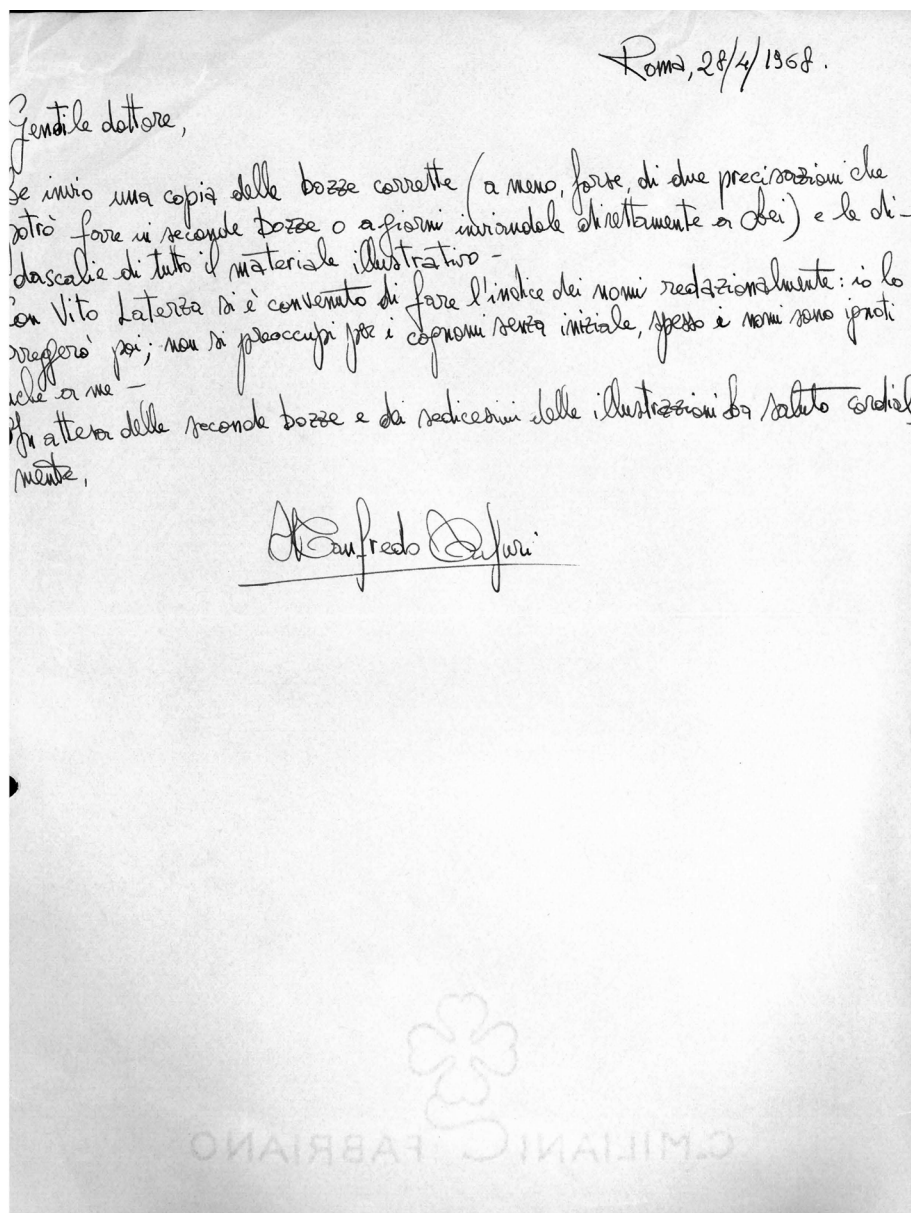 Roma, 28/4/1968.
Gentile dottore,
Le invio una copia delle bozze corrette (a meno, forse, di due precisazioni che
potrò fare in seconde bozze o a giorni inviandole direttamente a Lei) e le di-
dascalie di tutto il materiale illustrativo –
Con Vito Laterza si è convenuto di fare l'indice dei nomi redazionalmente: io lo
correggerò poi; non si preoccupi per i cognomi senza iniziale, spesso i nomi sono ignoti
anche a me –
In attesa delle seconde bozze e dei sedicesimi delle illustrazioni La saluto cordial
mente,
Manfredo Tafuri
C.MILIANI FABRIANO